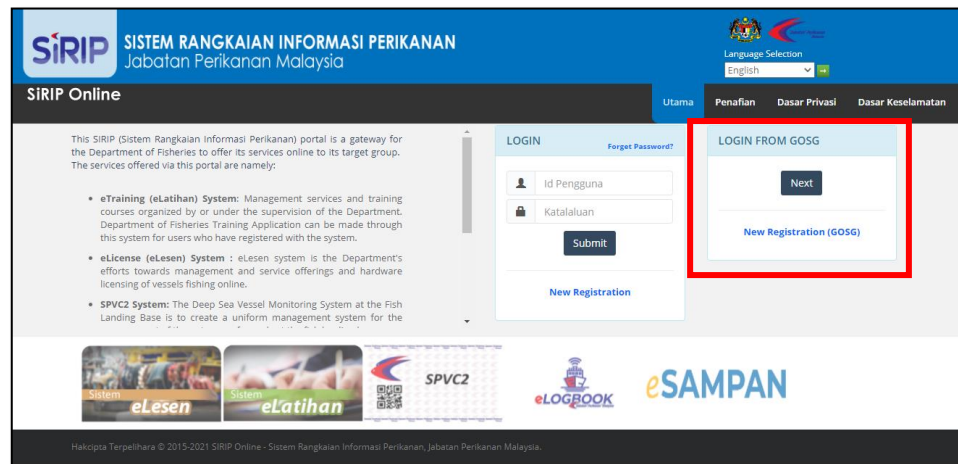 SiRIP
SISTEM RANGKAIAN INFORMASI PERIKANAN
Jabatan Perikanan Malaysia
Language Selection
English
SiRIP Online
Utama
Penafian
Dasar Privasi
Dasar Keselamatan
This SIRIP (Sistem Rangkaian Informasi Perikanan) portal is a gateway for
the Department of Fisheries to offer its services online to its target group.
The services offered via this portal are namely:
• eTraining (eLatihan) System: Management services and training
courses organized by or under the supervision of the Department.
Department of Fisheries Training Application can be made through
this system for users who have registered with the system.
• eLicense (eLesen) System : eLesen system is the Department's
efforts towards management and service offerings and hardware
licensing of vessels fishing online.
• SPVC2 System: The Deep Sea Vessel Monitoring System at the Fish
Landing Base is to create a uniform management system for the
LOGIN
Forget Password?
Id Pengguna
Katalaluan
Submit
New Registration
LOGIN FROM GOSG
Next
New Registration (GOSG)
Sistem
eLesen
Sistem
eLatihan
SPVC2
eLOGBOOK
eSAMPAN
Hakcipta Terpelihara © 2015-2021 SIRIP Online - Sistem Rangkaian Informasi Perikanan, Jabatan Perikanan Malaysia.